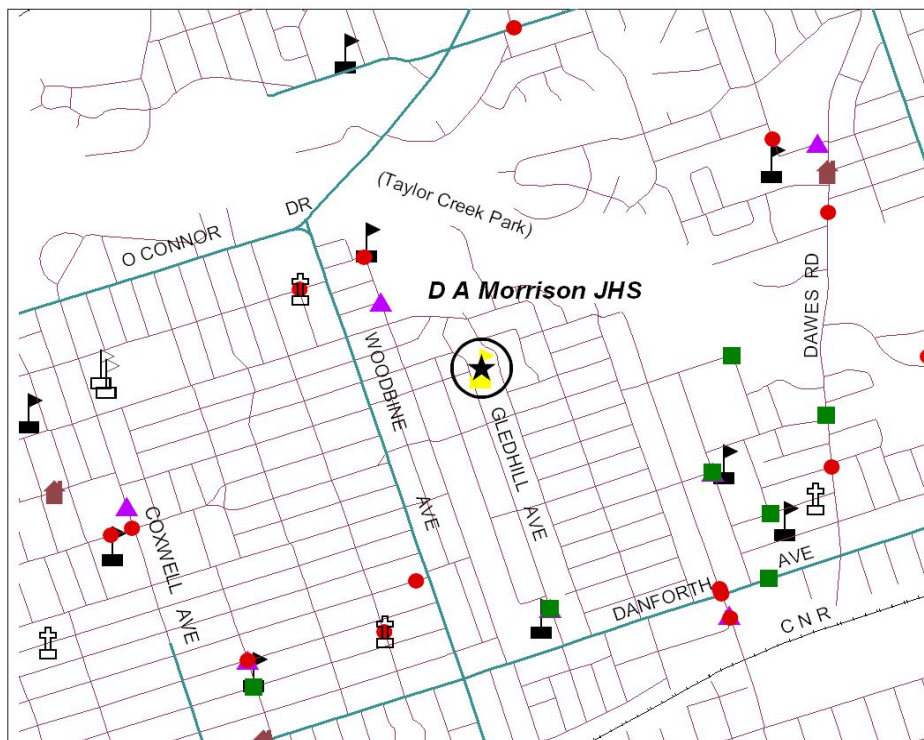 (Taylor Creek Park)
O CONNOR DR
D A Morrison JHS
DAWES RD
WOODBINE AVE
GLEDHILL AVE
COXWELL AVE
DANFORTH AVE
C N R